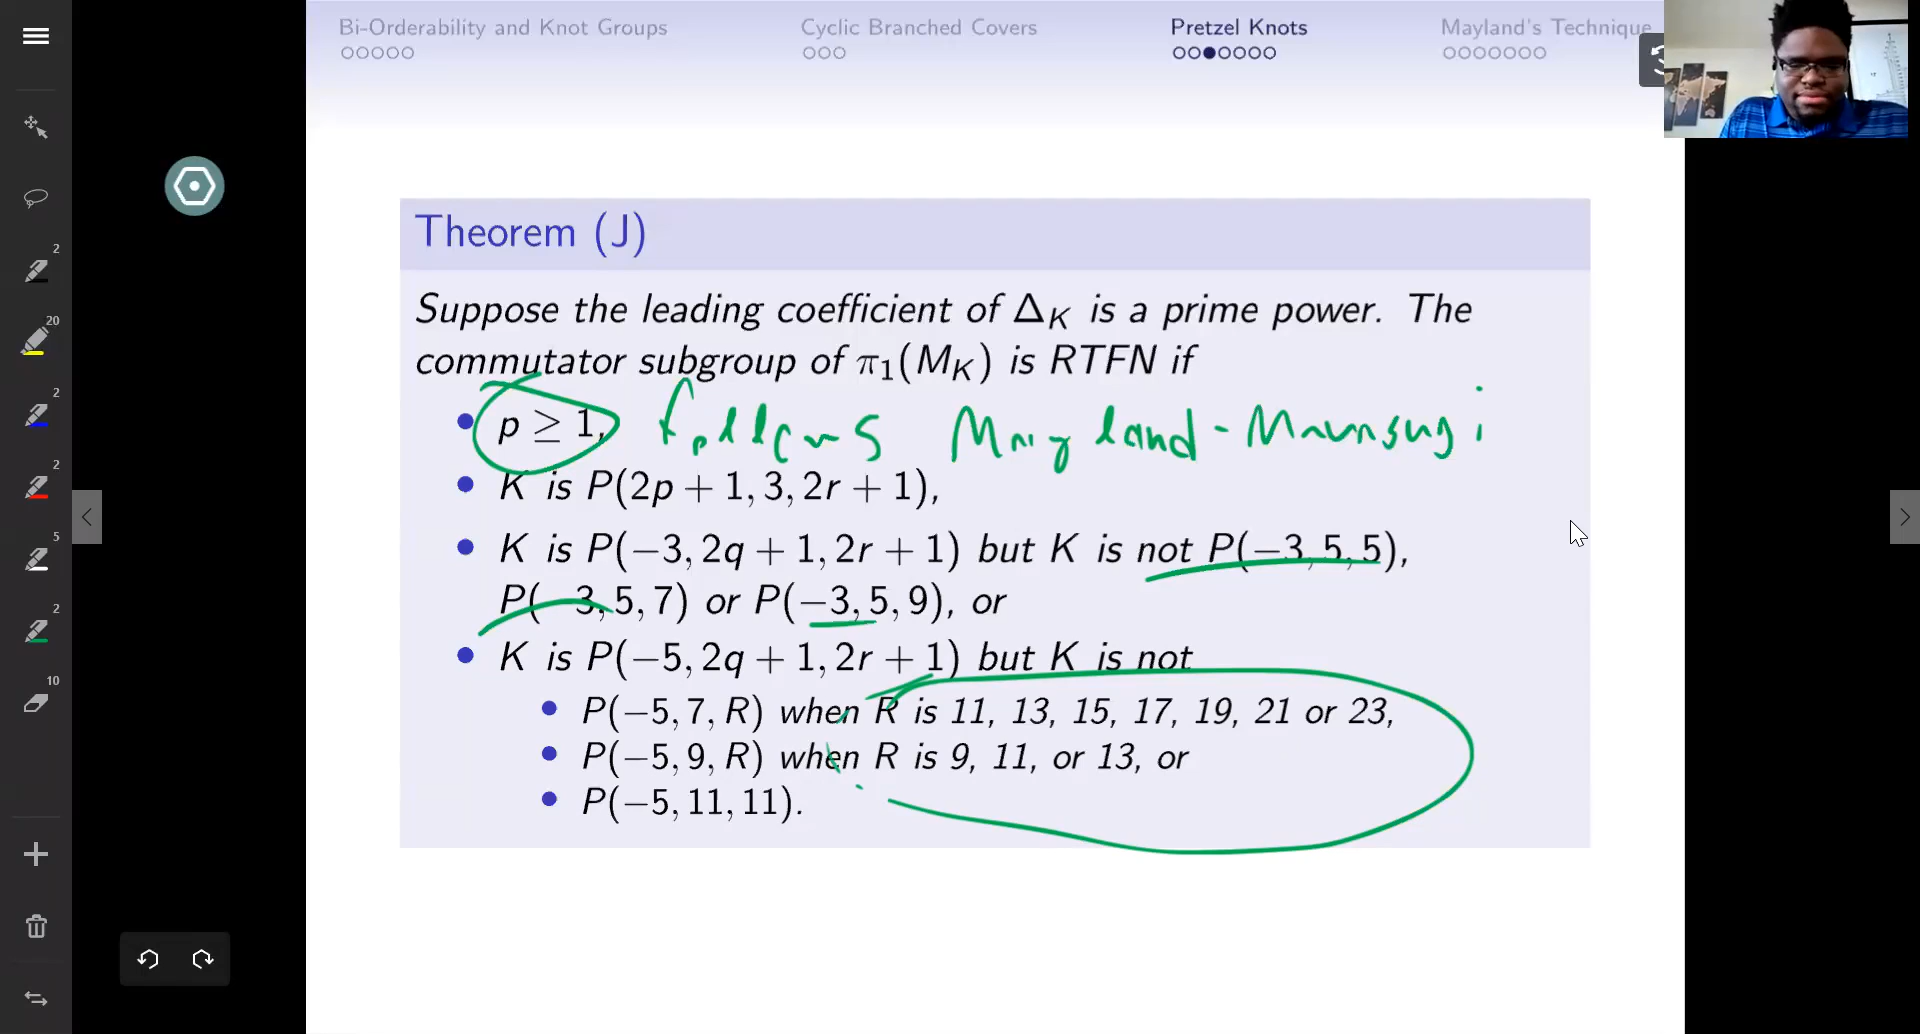 Bi-Orderability and Knot Groups Cyclic Branched Covers Pretzel Knots Mayland's Technique
Theorem (J)
Suppose the leading coefficient of Δ_K is a prime power. The
commutator subgroup of π₁(M_K) is RTFN if
• p ≥ 1, follows Mayland-Murasugi
• K is P(2p + 1, 3, 2r + 1),
• K is P(−3, 2q + 1, 2r + 1) but K is not P(−3, 5, 5),
P(−3, 5, 7) or P(−3, 5, 9), or
• K is P(−5, 2q + 1, 2r + 1) but K is not
• P(−5, 7, R) when R is 11, 13, 15, 17, 19, 21 or 23,
• P(−5, 9, R) when R is 9, 11, or 13, or
• P(−5, 11, 11).
2
20
2
2
5
2
10